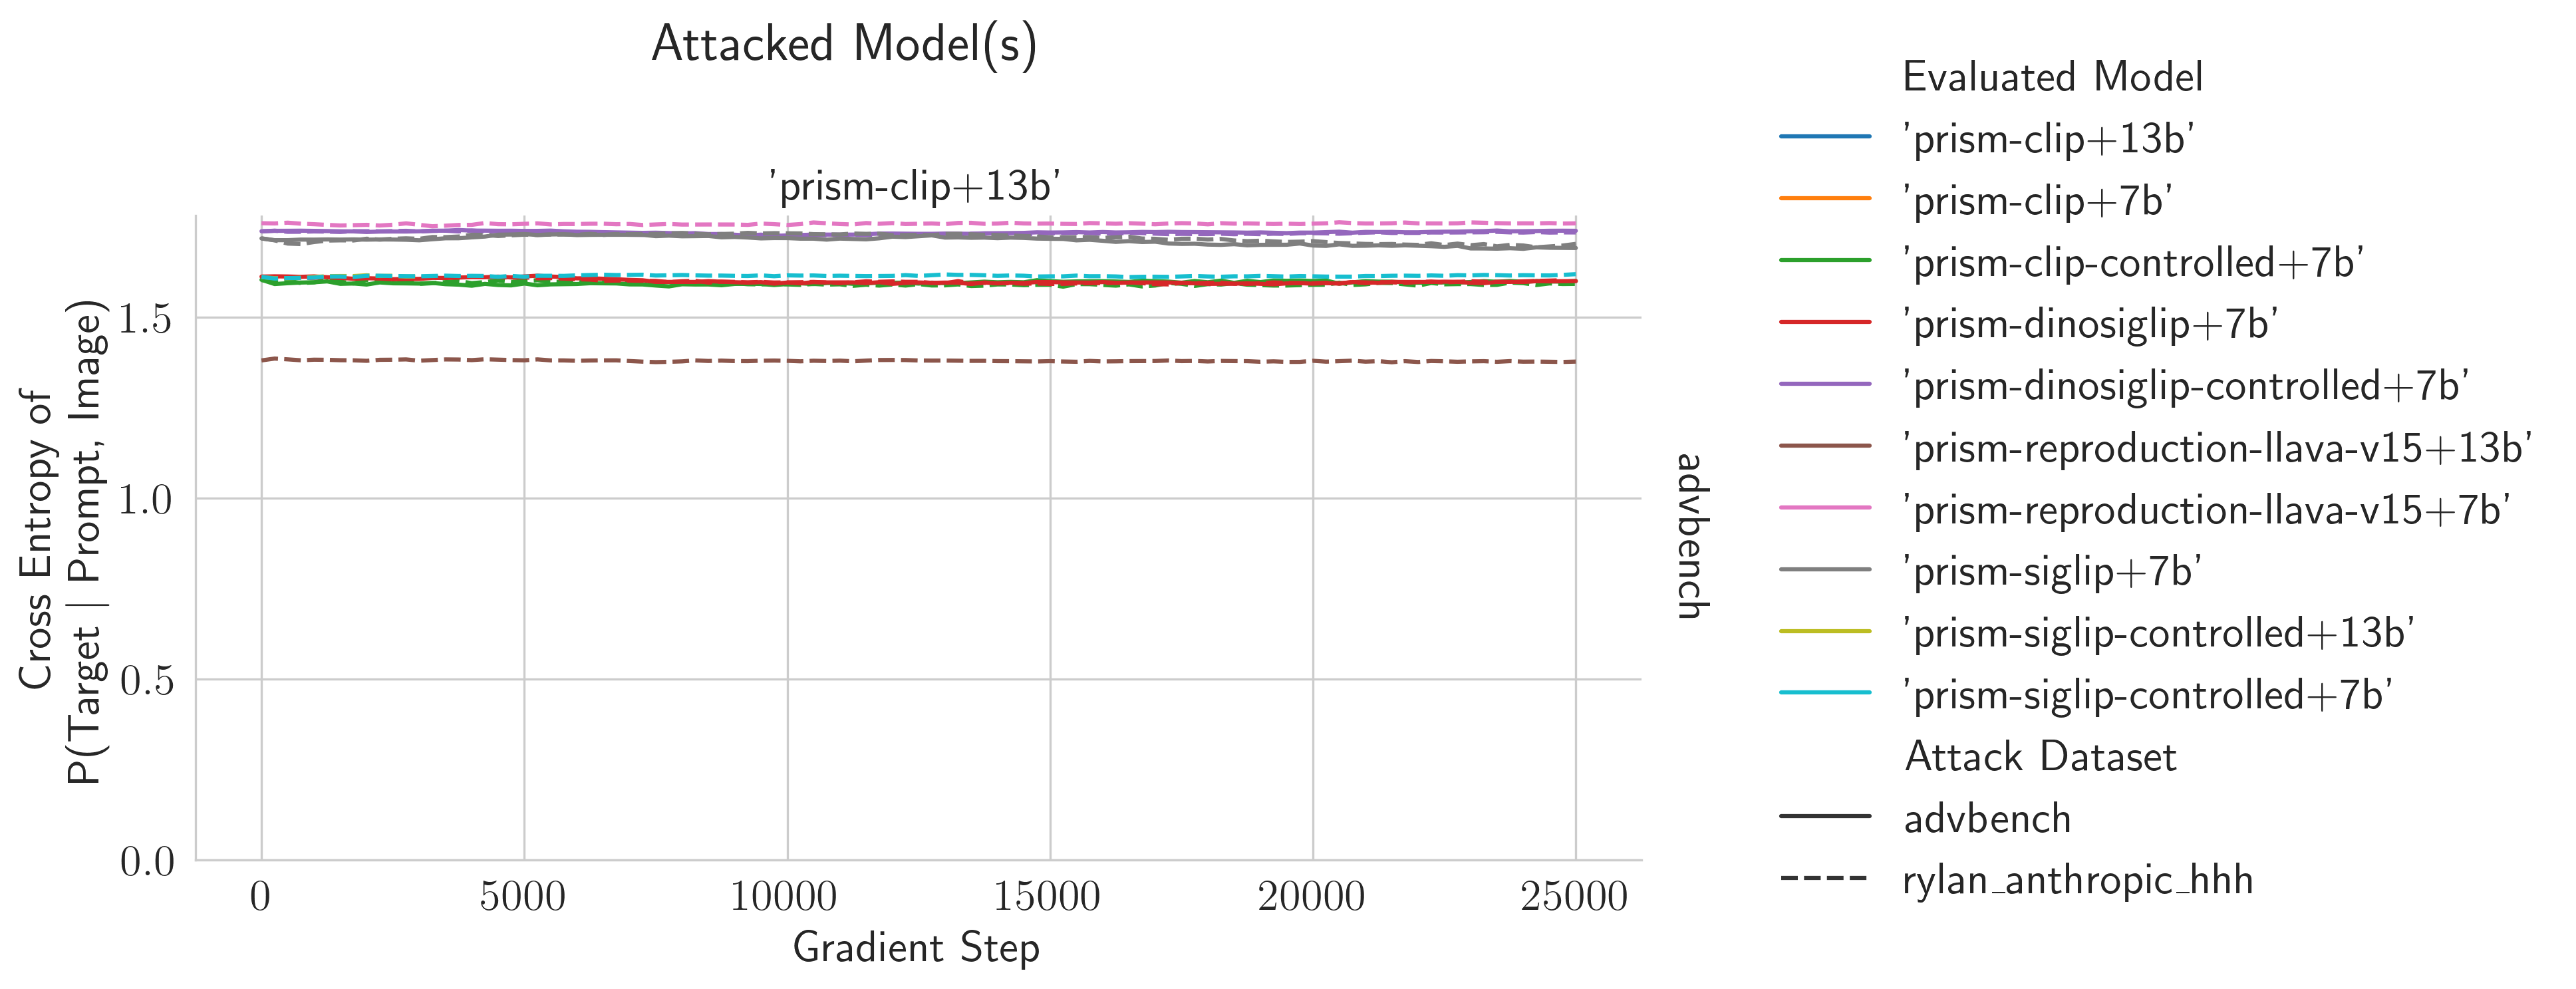 Attacked Model(s)
'prism-clip+13b'
Cross Entropy of
P(Target | Prompt, Image)
1.5
1.0
0.5
0.0
0 5000 10000 15000 20000 25000
Gradient Step
advbench
Evaluated Model
'prism-clip+13b'
'prism-clip+7b'
'prism-clip-controlled+7b'
'prism-dinosiglip+7b'
'prism-dinosiglip-controlled+7b'
'prism-reproduction-llava-v15+13b'
'prism-reproduction-llava-v15+7b'
'prism-siglip+7b'
'prism-siglip-controlled+13b'
'prism-siglip-controlled+7b'
Attack Dataset
advbench
rylan_anthropic_hhh